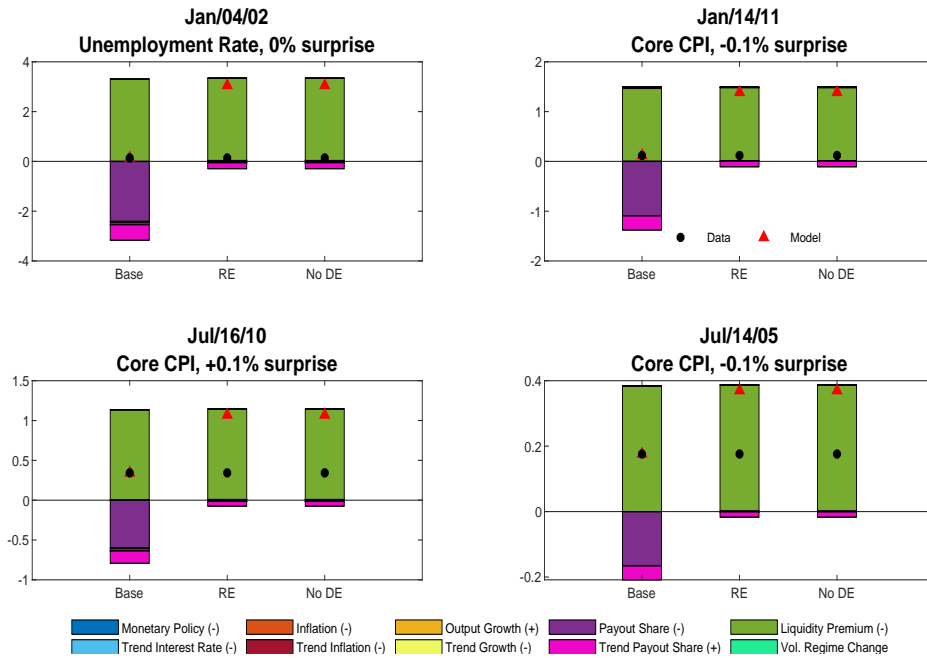 Jan/04/02
Unemployment Rate, 0% surprise
4
2
0
-2
-4
Base RE No DE
Jan/14/11
Core CPI, -0.1% surprise
2
1
0
-1
-2
Data Model
Base RE No DE
Jul/16/10
Core CPI, +0.1% surprise
1.5
1
0.5
0
-0.5
-1
Base RE No DE
Jul/14/05
Core CPI, -0.1% surprise
0.4
0.2
0
-0.2
Base RE No DE
Monetary Policy (-) Inflation (-) Output Growth (+) Payout Share (-) Liquidity Premium (-)
Trend Interest Rate (-) Trend Inflation (-) Trend Growth (-) Trend Payout Share (+) Vol. Regime Change